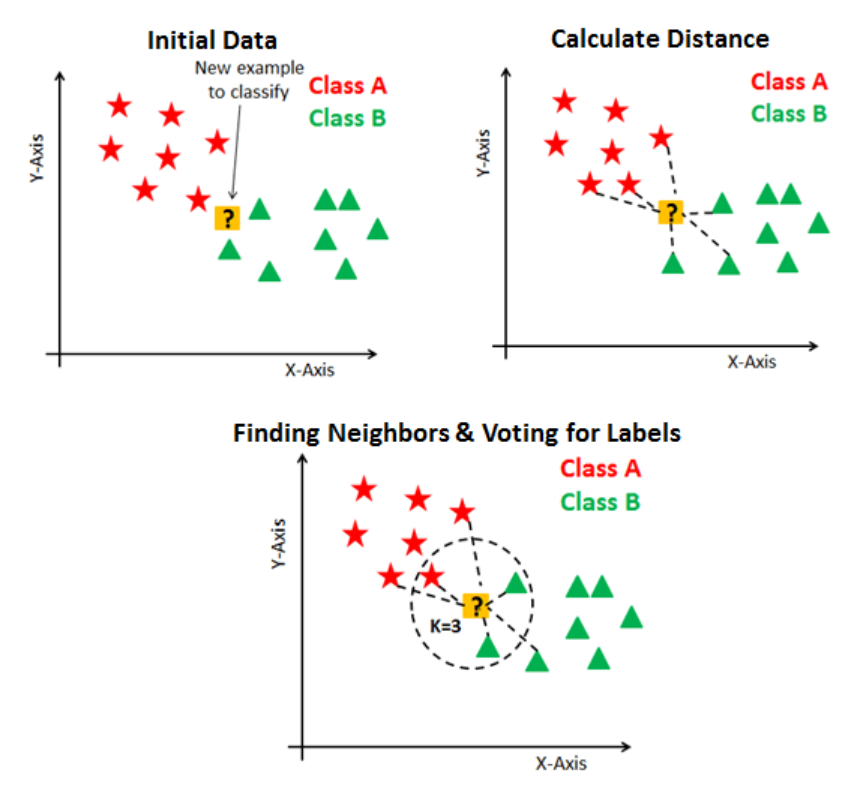 Initial Data
New example
to classify
Class A
Class B
Y-Axis
?
X-Axis
Calculate Distance
Class A
Class B
Y-Axis
?
X-Axis
Finding Neighbors & Voting for Labels
Class A
Class B
Y-Axis
?
K=3
X-Axis